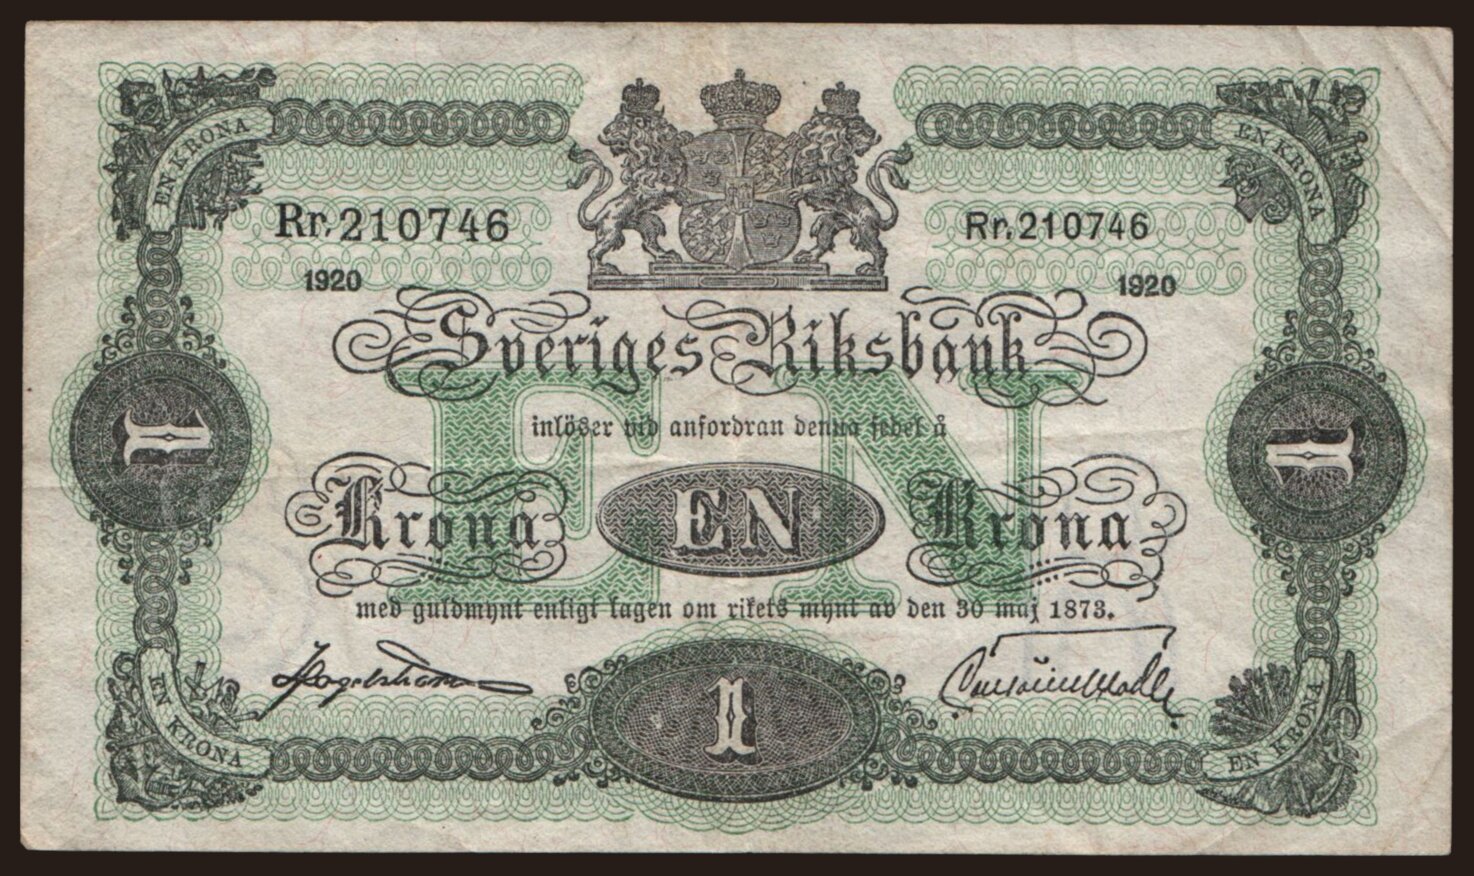 EN KRONA
EN KRONA
Rr. 210746
Rr. 210746
1920
1920
Sveriges Riksbank
inlöser vid anfordran denna sedel å
EN
1
1
Krona EN Krona
med guldmynt enligt lagen om rikets mynt av den 30 maj 1873.
1
EN KRONA
EN KRONA